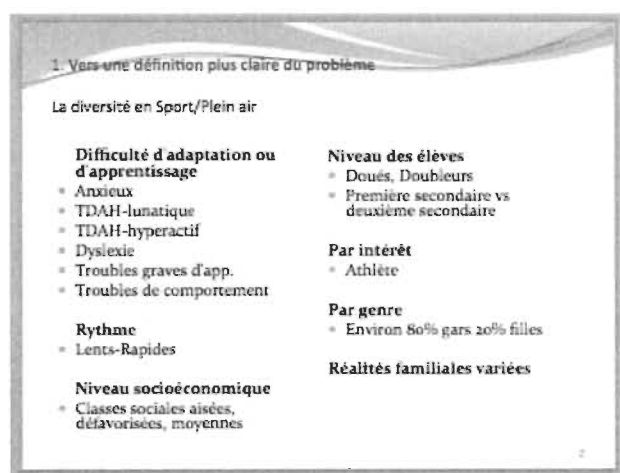 1. Vers une définition plus claire du problème
La diversité en Sport/Plein air
Difficulté d'adaptation ou
d'apprentissage
Anxieux
TDAH-lunatique
TDAH-hyperactif
Dyslexie
Troubles graves d'app.
Troubles de comportement
Rythme
Lents-Rapides
Niveau socioéconomique
Classes sociales aisées,
défavorisées, moyennes
Niveau des élèves
Doués, Doubleurs
Première secondaire vs
deuxième secondaire
Par intérêt
Athlète
Par genre
Environ 80% gars 20% filles
Réalités familiales variées
2